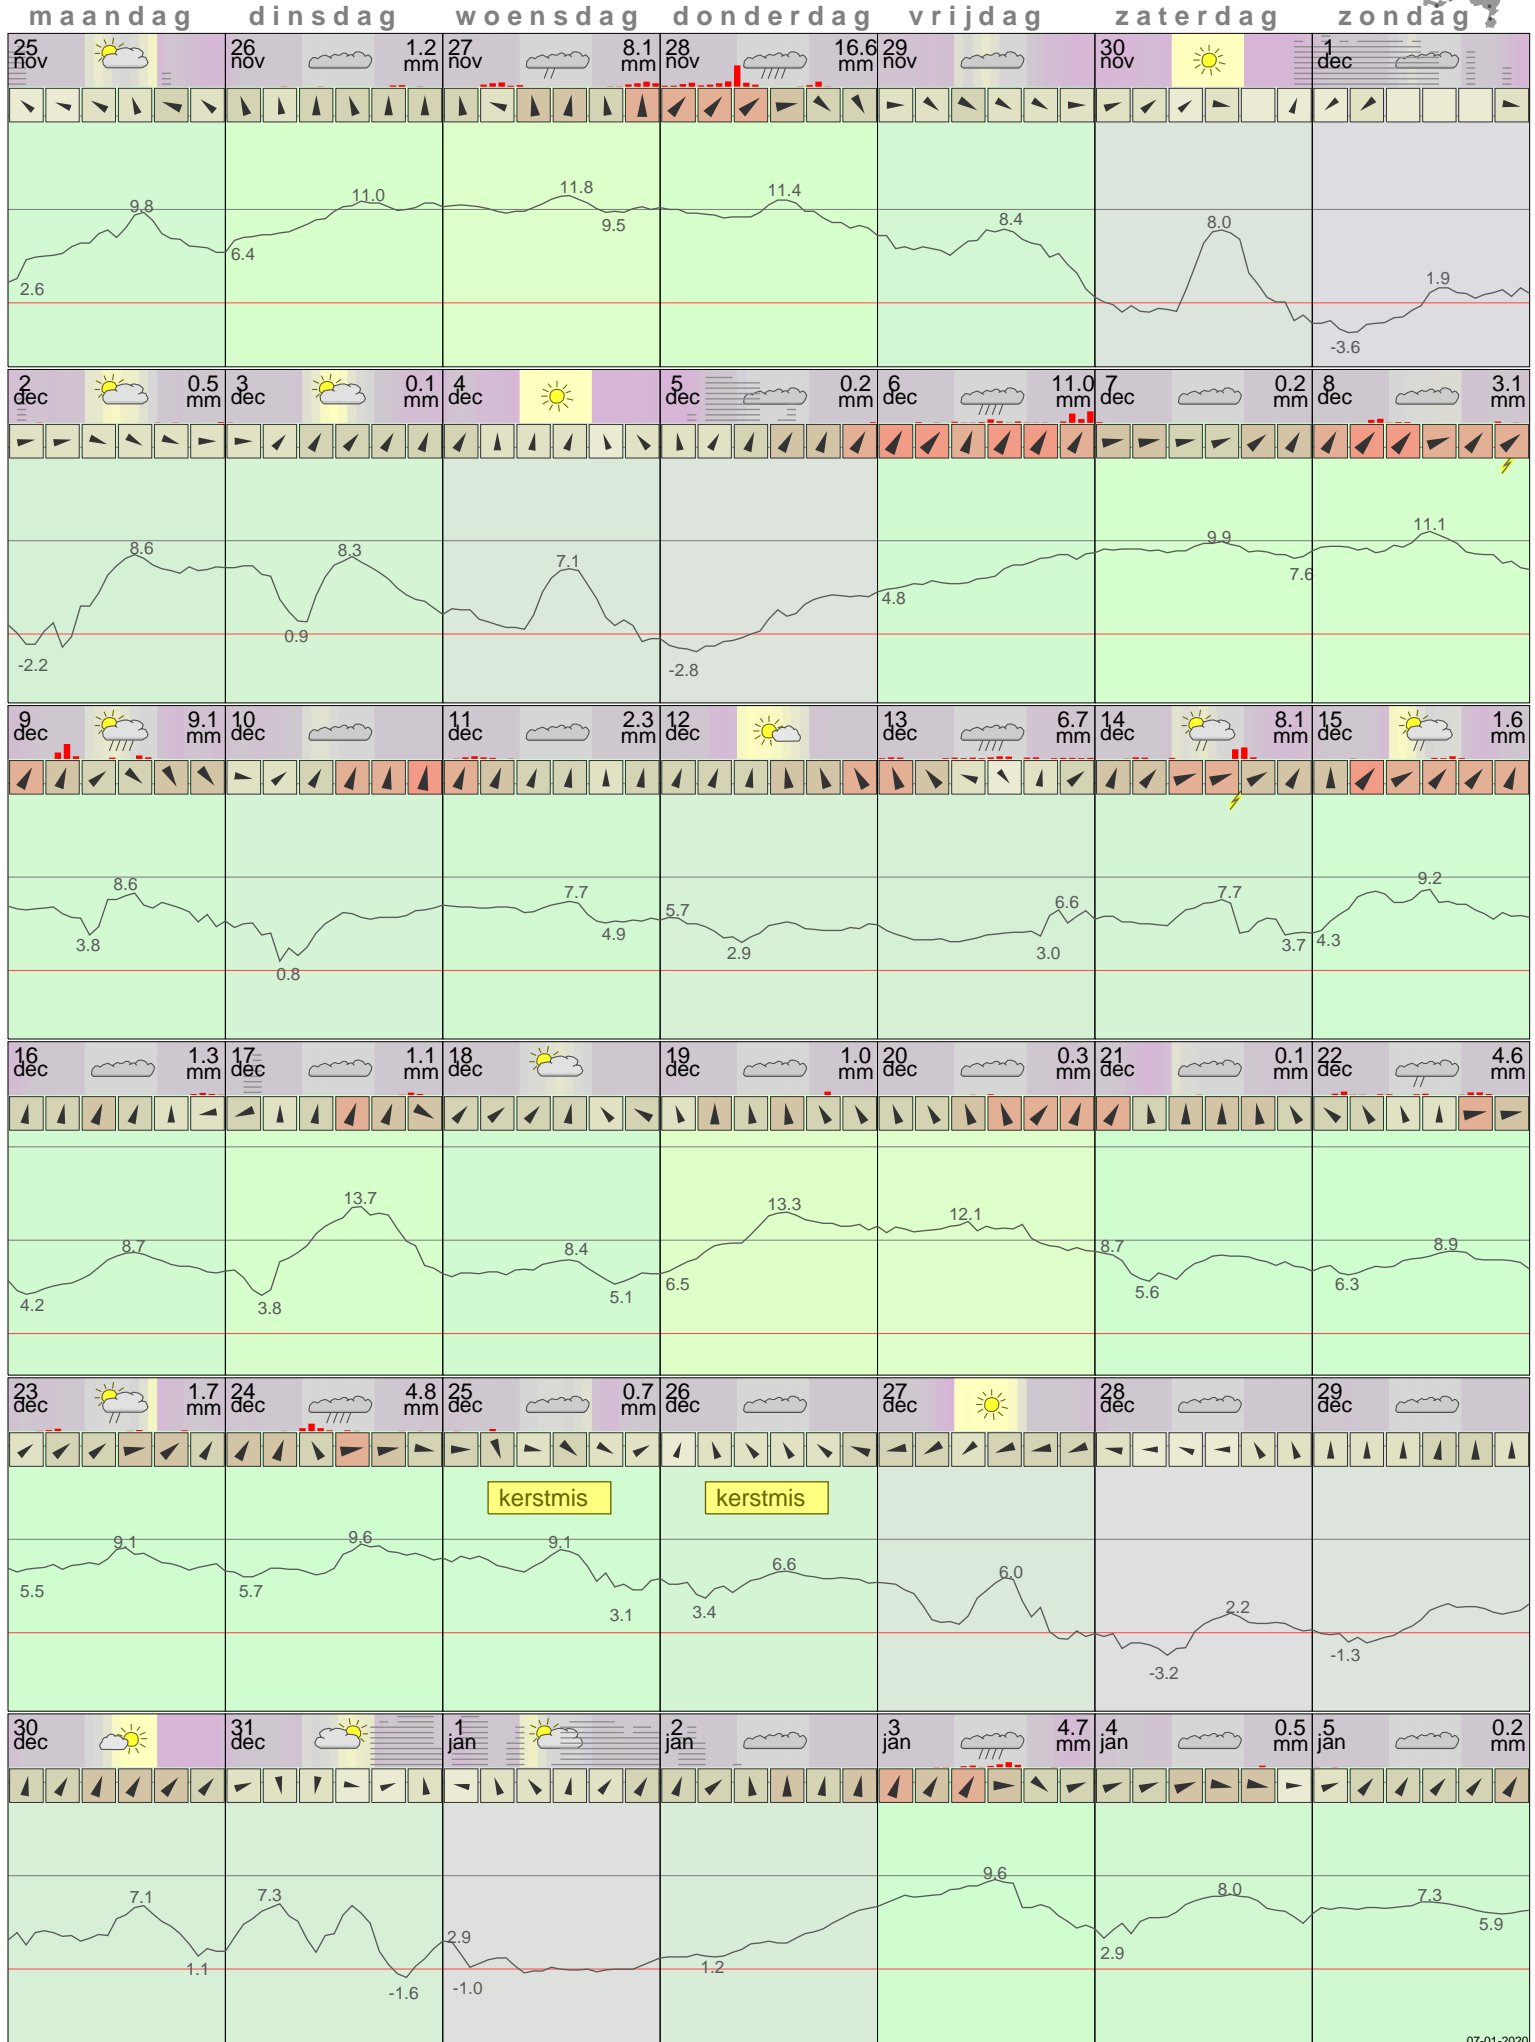 maandag dinsdag woensdag donderdag vrijdag zaterdag zondag
25 26 1.2 27 8.1 28 16.6 29 30 1
nov nov mm nov mm nov mm nov nov dec
9.8 11.0 11.8 11.4 8.4 8.0 1.9
2.6 6.4 9.5 -3.6
2 0.5 3 0.1 4 5 0.2 6 11.0 7 0.2 8 3.1
dec mm dec mm dec dec mm dec mm dec mm dec mm
8.6 8.3 7.1 9.9 11.1
-2.2 0.9 -2.8 4.8 7.6
9 9.1 10 11 2.3 12 13 6.7 14 8.1 15 1.6
dec mm dec dec mm dec dec mm dec mm dec mm
8.6 7.7 5.7 6.6 7.7 9.2
3.8 0.8 4.9 2.9 3.0 3.7 4.3
16 1.3 17 1.1 18 19 1.0 20 0.3 21 0.1 22 4.6
dec mm dec mm dec dec mm dec mm dec mm dec mm
8.7 13.7 8.4 13.3 12.1 8.7 8.9
4.2 3.8 5.1 6.5 5.6 6.3
23 1.7 24 4.8 25 0.7 26 27 28 29
dec mm dec mm dec mm dec dec dec dec
kerstmis kerstmis
9.1 9.6 9.1 6.6 6.0 2.2
5.5 5.7 3.1 3.4 -3.2 -1.3
30 31 1 2 3 4.7 4 0.5 5 0.2
dec dec jan jan jan mm jan mm jan mm
7.1 7.3 2.9 9.6 8.0 7.3
1.1 -1.6 -1.0 1.2 2.9 5.9
07-01-2020